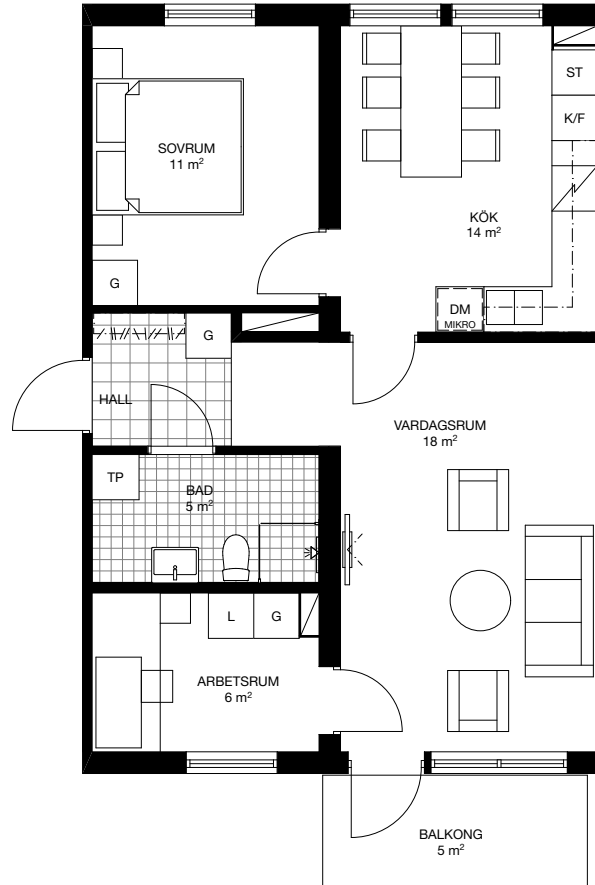 ST
K/F
SOVRUM
11 m²
KÖK
14 m²
G
DM
MIKRO
G
HALL
VARDAGSRUM
18 m²
TP
BAD
5 m²
L
G
ARBETSRUM
6 m²
BALKONG
5 m²